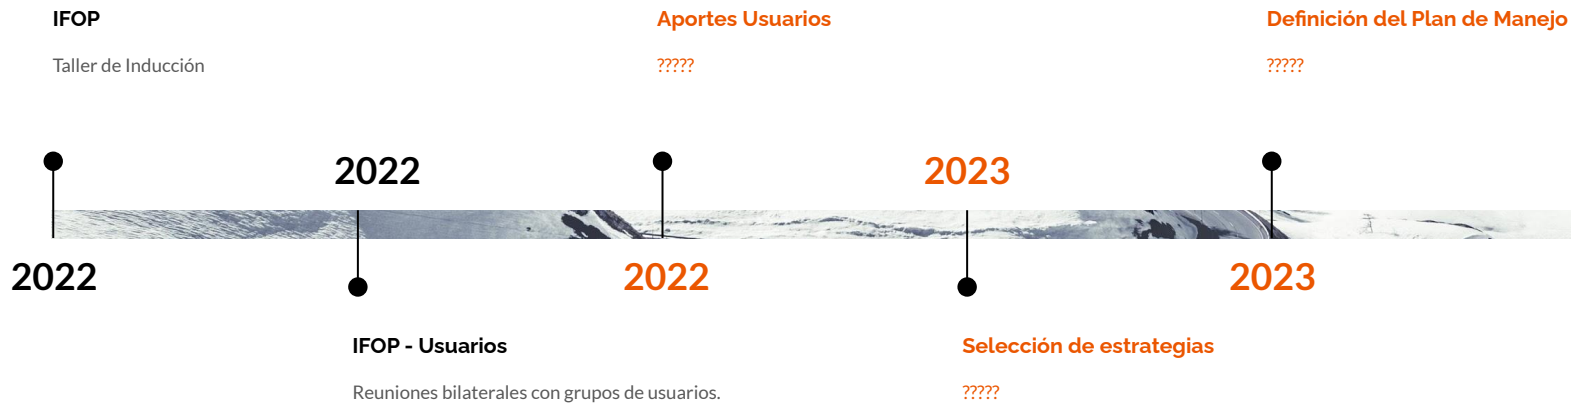 IFOP
Taller de Inducción
2022
2022
IFOP - Usuarios
Reuniones bilaterales con grupos de usuarios.
Aportes Usuarios
?????
2022
2023
Selección de estrategias
?????
Definición del Plan de Manejo
?????
2023